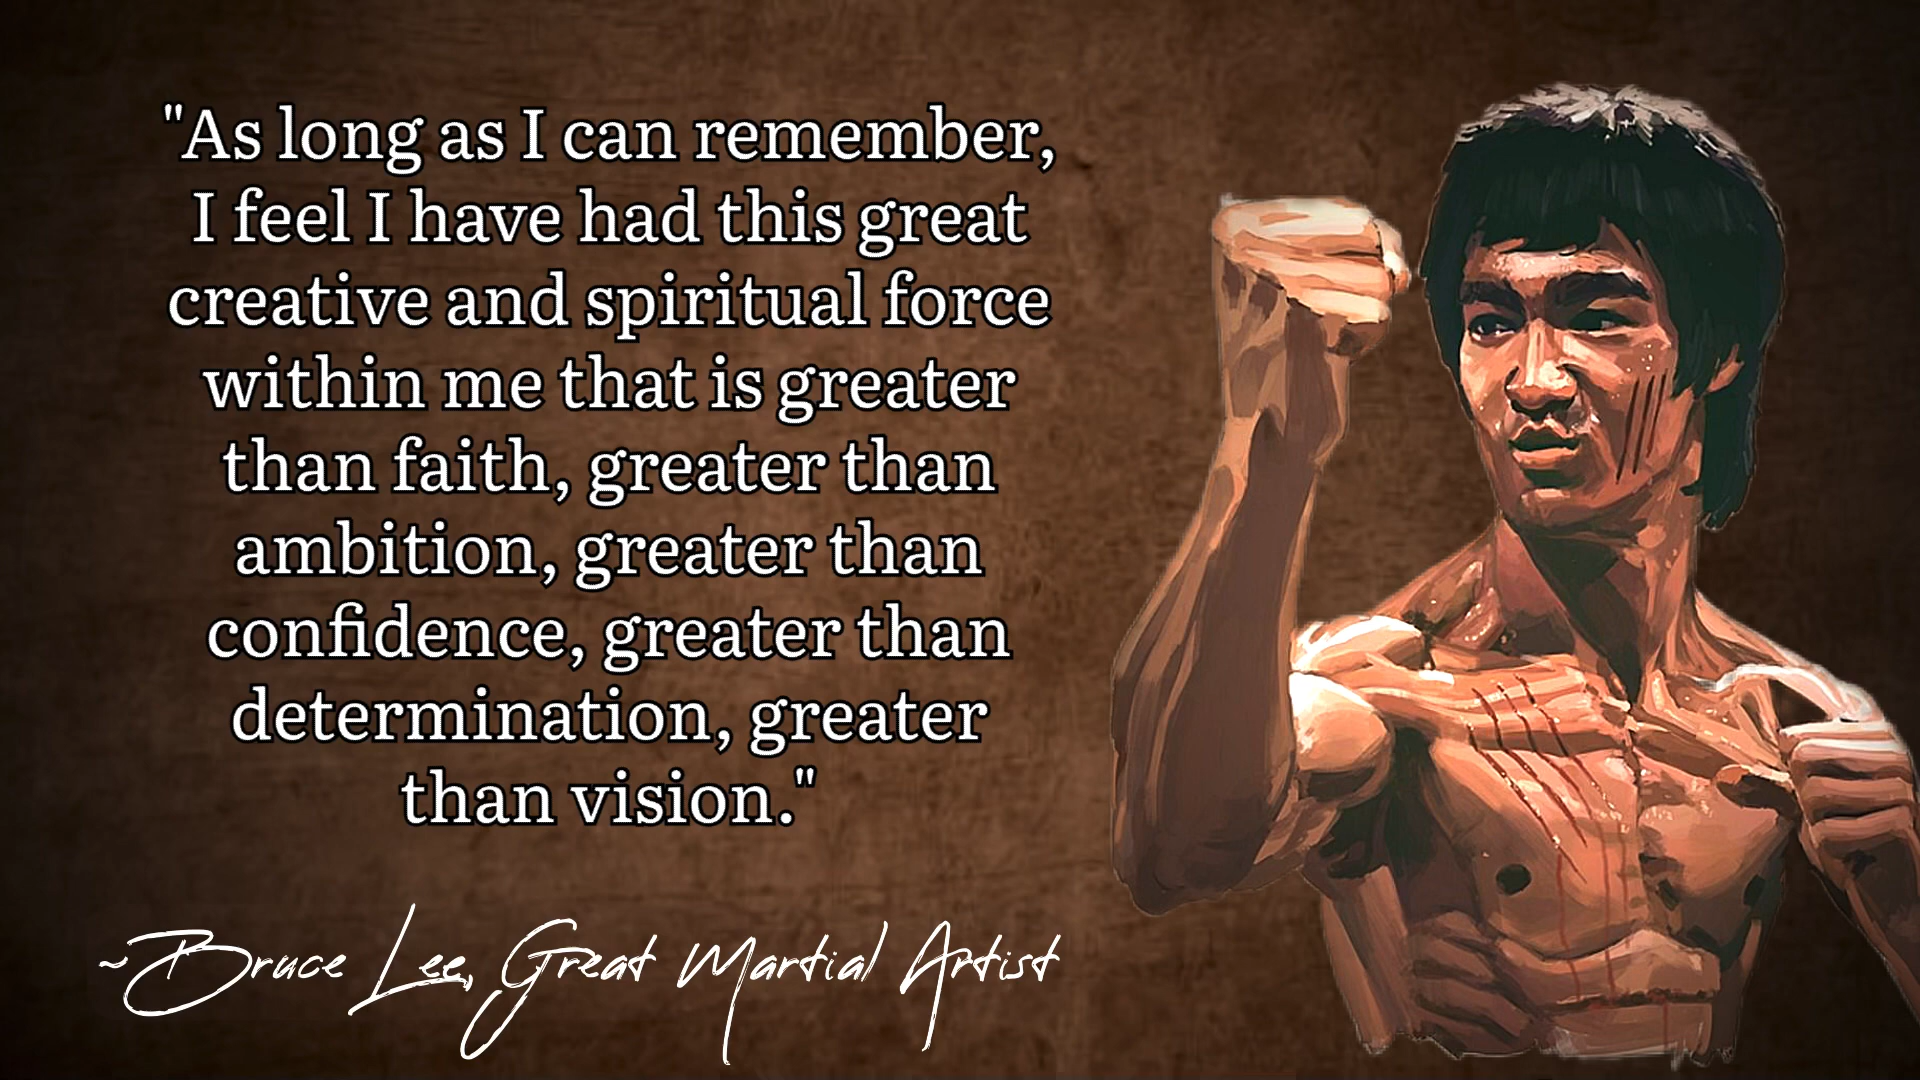 "As long as I can remember,
I feel I have had this great
creative and spiritual force
within me that is greater
than faith, greater than
ambition, greater than
confidence, greater than
determination, greater
than vision."
~Bruce Lee, Great Martial Artist